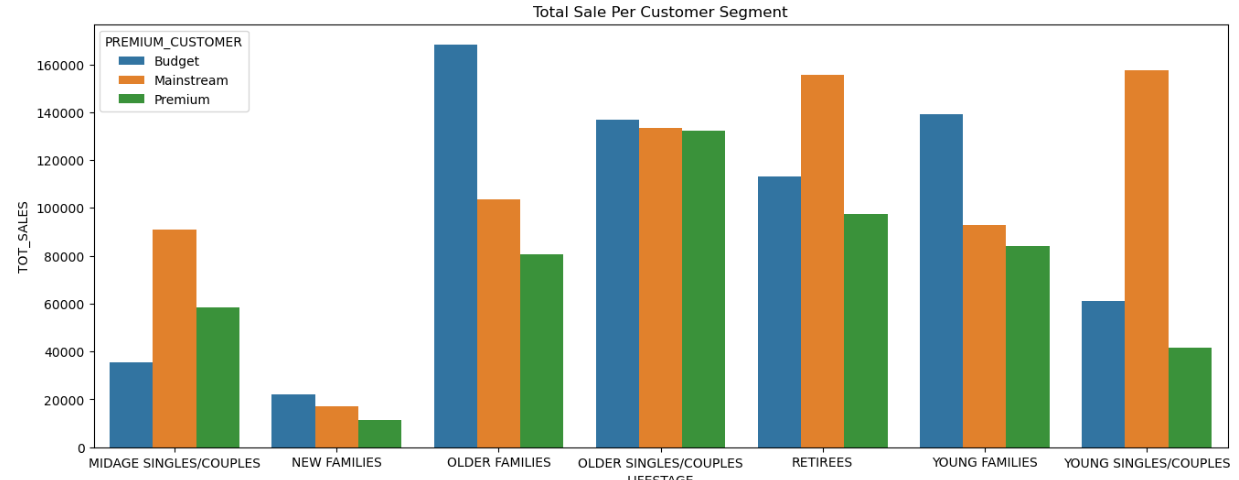 Total Sale Per Customer Segment
PREMIUM_CUSTOMER
Budget
Mainstream
Premium
TOT_SALES
160000
140000
120000
100000
80000
60000
40000
20000
0
MIDAGE SINGLES/COUPLES
NEW FAMILIES
OLDER FAMILIES
OLDER SINGLES/COUPLES
RETIREES
YOUNG FAMILIES
YOUNG SINGLES/COUPLES
LIFESTAGE